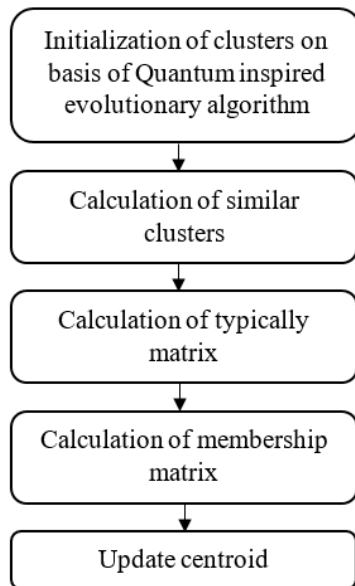 Initialization of clusters on
basis of Quantum inspired
evolutionary algorithm
Calculation of similar
clusters
Calculation of typically
matrix
Calculation of membership
matrix
Update centroid